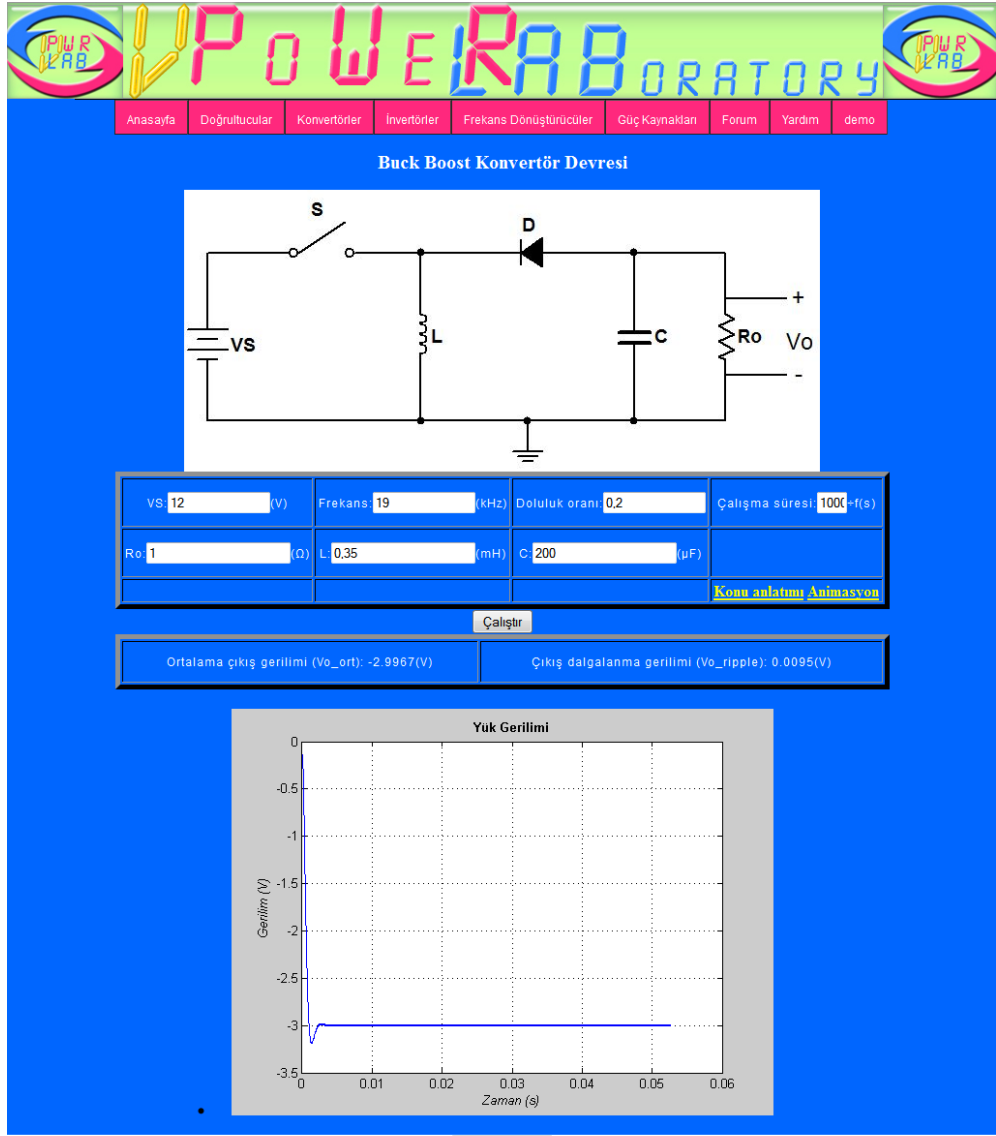 VPWR LAB VPoWeRLABoRATORY VPWR LAB
Anasayfa Doğrultucular Konvertörler İnvertörler Frekans Dönüştürücüler Güç Kaynakları Forum Yardım demo
Buck Boost Konvertör Devresi
S
D
+
VS
L
C
Ro
Vo
-
VS: 12 (V) Frekans: 19 (kHz) Doluluk oranı: 0,2 Çalışma süresi: 1000 ÷f(s)
Ro: 1 (Ω) L: 0,35 (mH) C: 200 (µF)
Konu anlatımı Animasyon
Çalıştır
Ortalama çıkış gerilimi (Vo_ort): -2.9967(V) Çıkış dalgalanma gerilimi (Vo_ripple): 0.0095(V)
Yük Gerilimi
0
-0.5
-1
-1.5
-2
-2.5
-3
-3.5
Gerilim (V)
0 0.01 0.02 0.03 0.04 0.05 0.06
Zaman (s)